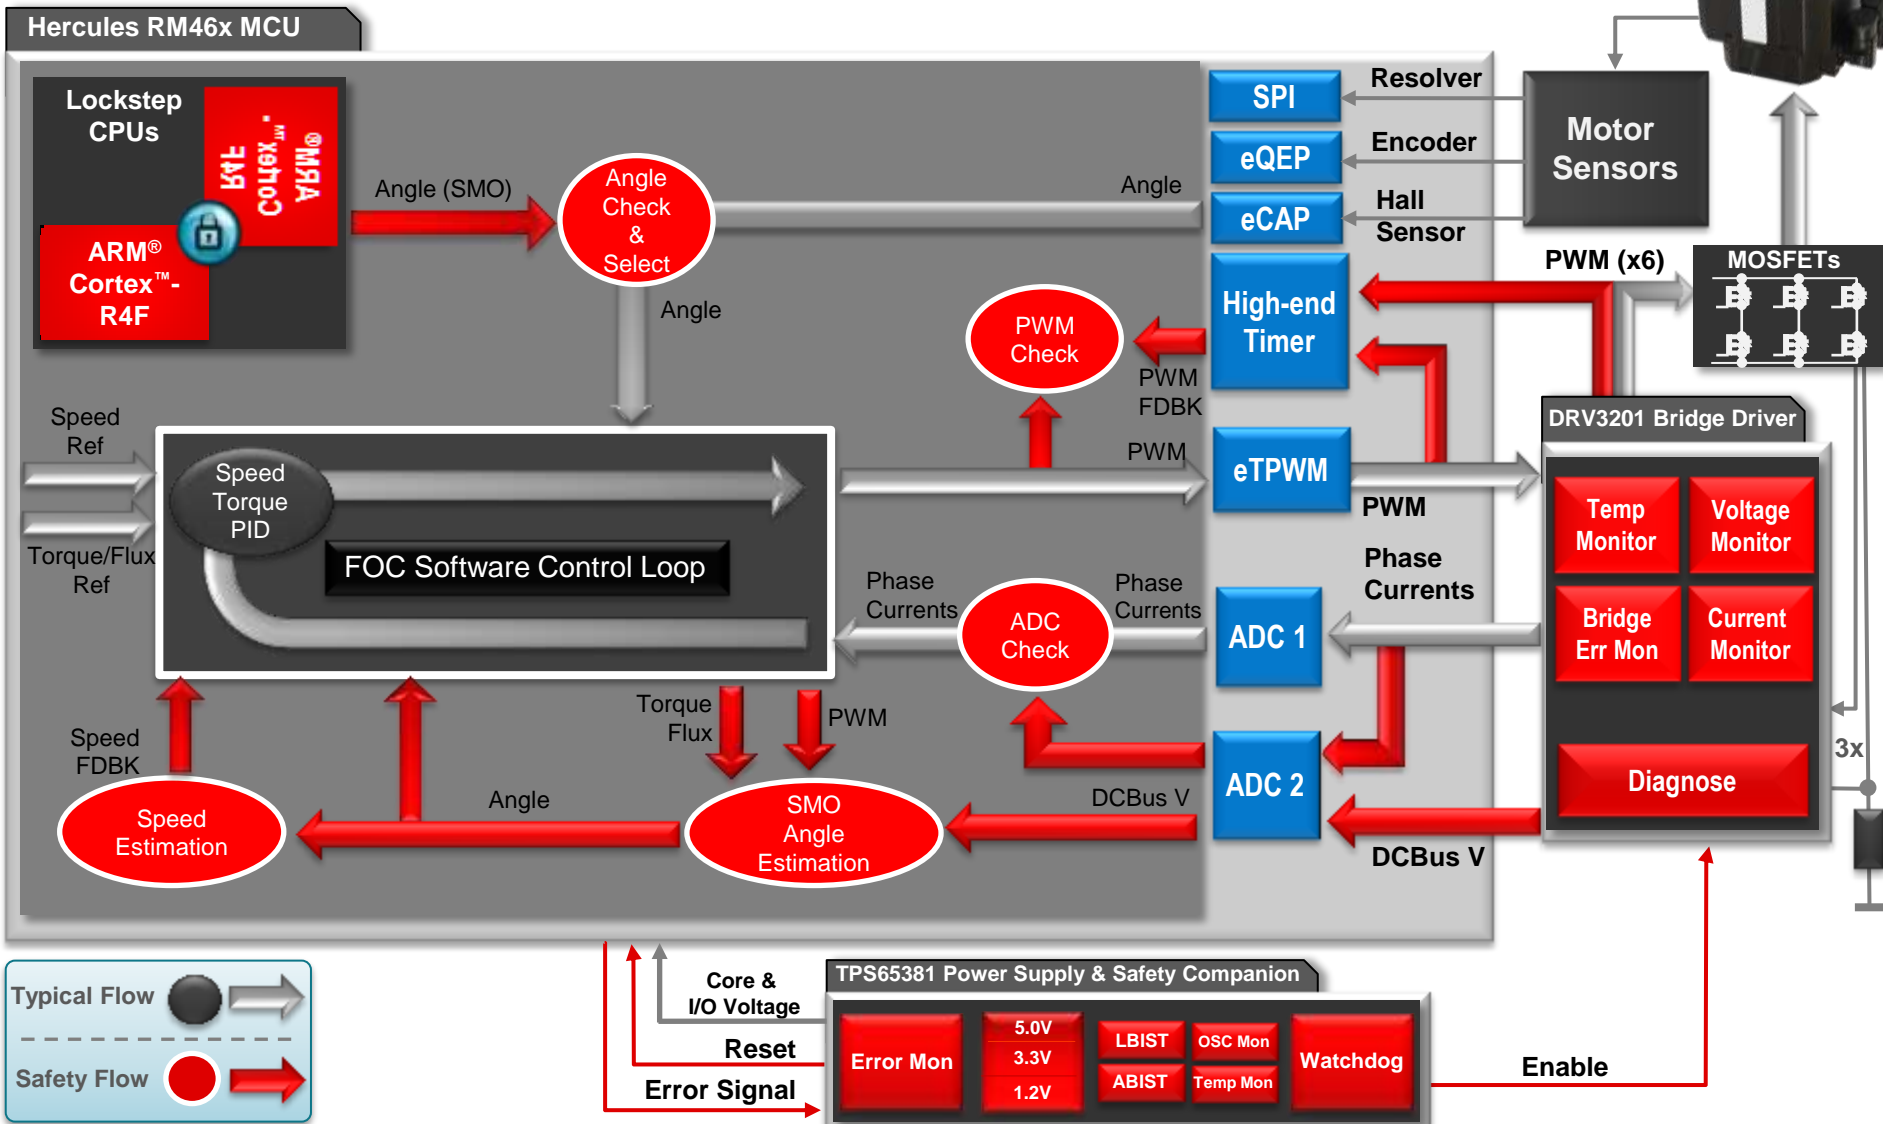 Hercules RM46x MCU
Lockstep
CPUs
ARM®
Cortex™-
R4F
ARM®
Cortex™-
R4F
Angle (SMO)
Angle
Check
&
Select
Angle
Angle
SPI
eQEP
eCAP
Resolver
Encoder
Hall
Sensor
Motor
Sensors
PWM (x6)
MOSFETs
High-end
Timer
PWM
Check
PWM
FDBK
PWM
eTPWM
PWM
Speed
Ref
Torque/Flux
Ref
Speed
Torque
PID
FOC Software Control Loop
Phase
Currents
ADC
Check
Phase
Currents
ADC 1
Phase
Currents
DRV3201 Bridge Driver
Temp
Monitor
Voltage
Monitor
Bridge
Err Mon
Current
Monitor
Diagnose
3x
Torque
Flux
PWM
Speed
FDBK
Speed
Estimation
Angle
SMO
Angle
Estimation
DCBus V
ADC 2
DCBus V
Typical Flow
Safety Flow
Core &
I/O Voltage
Reset
Error Signal
TPS65381 Power Supply & Safety Companion
Error Mon
5.0V
3.3V
1.2V
LBIST
OSC Mon
ABIST
Temp Mon
Watchdog
Enable